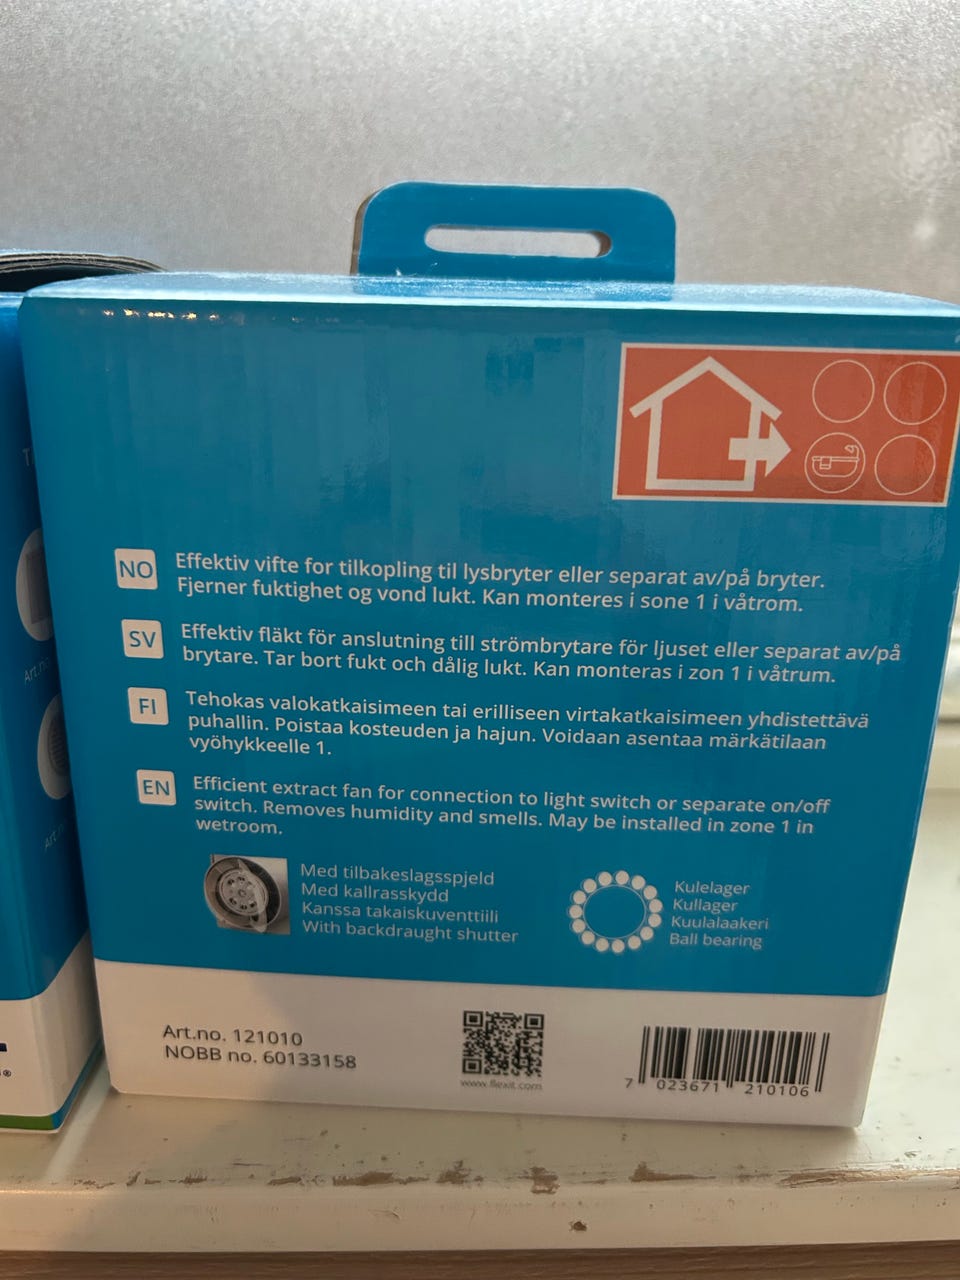 NO
Effektiv vifte for tilkopling til lysbryter eller separat av/på bryter.
Fjerner fuktighet og vond lukt. Kan monteres i sone 1 i våtrom.
SV
Effektiv fläkt för anslutning till strömbrytare för ljuset eller separat av/på
brytare. Tar bort fukt och dålig lukt. Kan monteras i zon 1 i våtrum.
FI
Tehokas valokatkaisimeen tai erilliseen virtakatkaisimeen yhdistettävä
puhallin. Poistaa kosteuden ja hajun. Voidaan asentaa märkätilaan
vyöhykkeelle 1.
EN
Efficient extract fan for connection to light switch or separate on/off
switch. Removes humidity and smells. May be installed in zone 1 in
wetroom.
Med tilbakeslagsspjeld
Med kallrasskydd
Kanssa takaiskuventtiili
With backdraught shutter
Kulelager
Kullager
Kuulalaakeri
Ball bearing
Art.no. 121010
NOBB no. 60133158
www.flexit.com
7 023671 210106